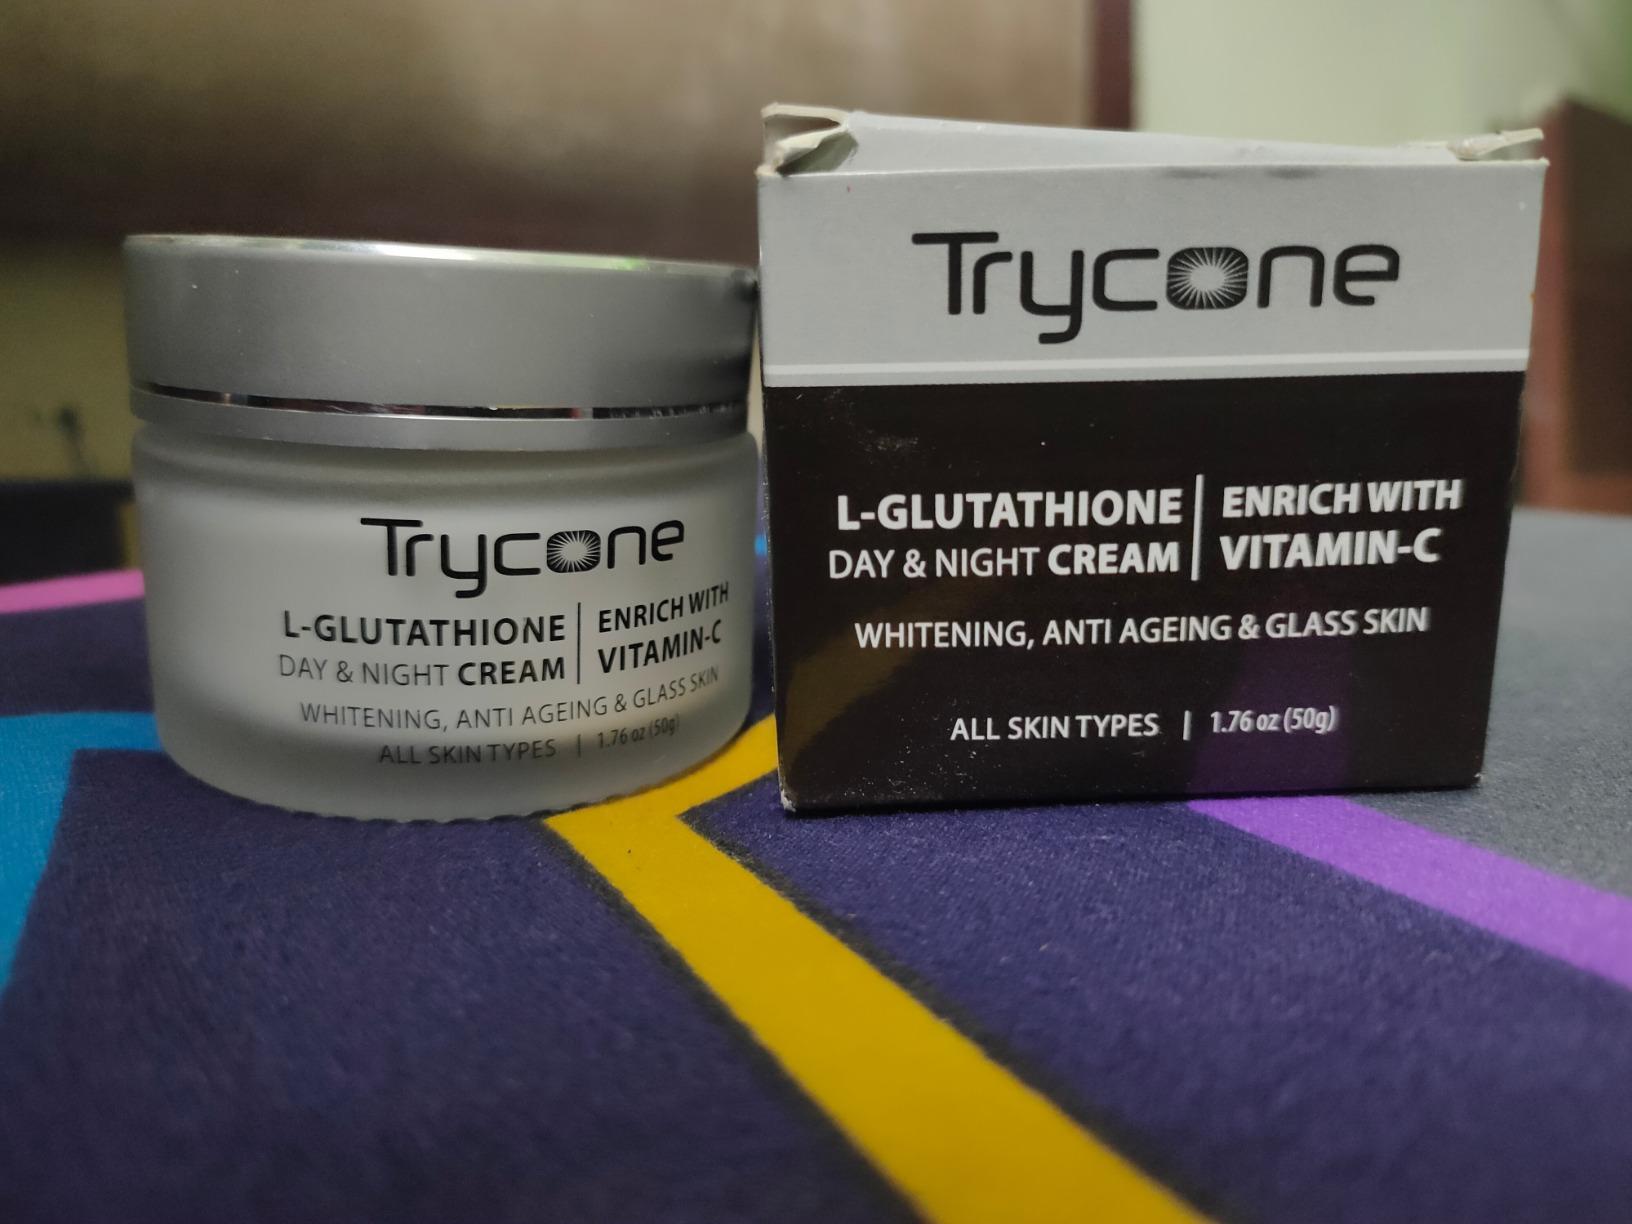 Trycone
L-GLUTATHIONE
DAY & NIGHT CREAM
ENRICH WITH
VITAMIN-C
WHITENING, ANTI AGEING & GLASS SKIN
ALL SKIN TYPES | 1.76 oz (50g)
Trycone
L-GLUTATHIONE
DAY & NIGHT CREAM
ENRICH WITH
VITAMIN-C
WHITENING, ANTI AGEING & GLASS SKIN
ALL SKIN TYPES | 1.76 oz (50g)